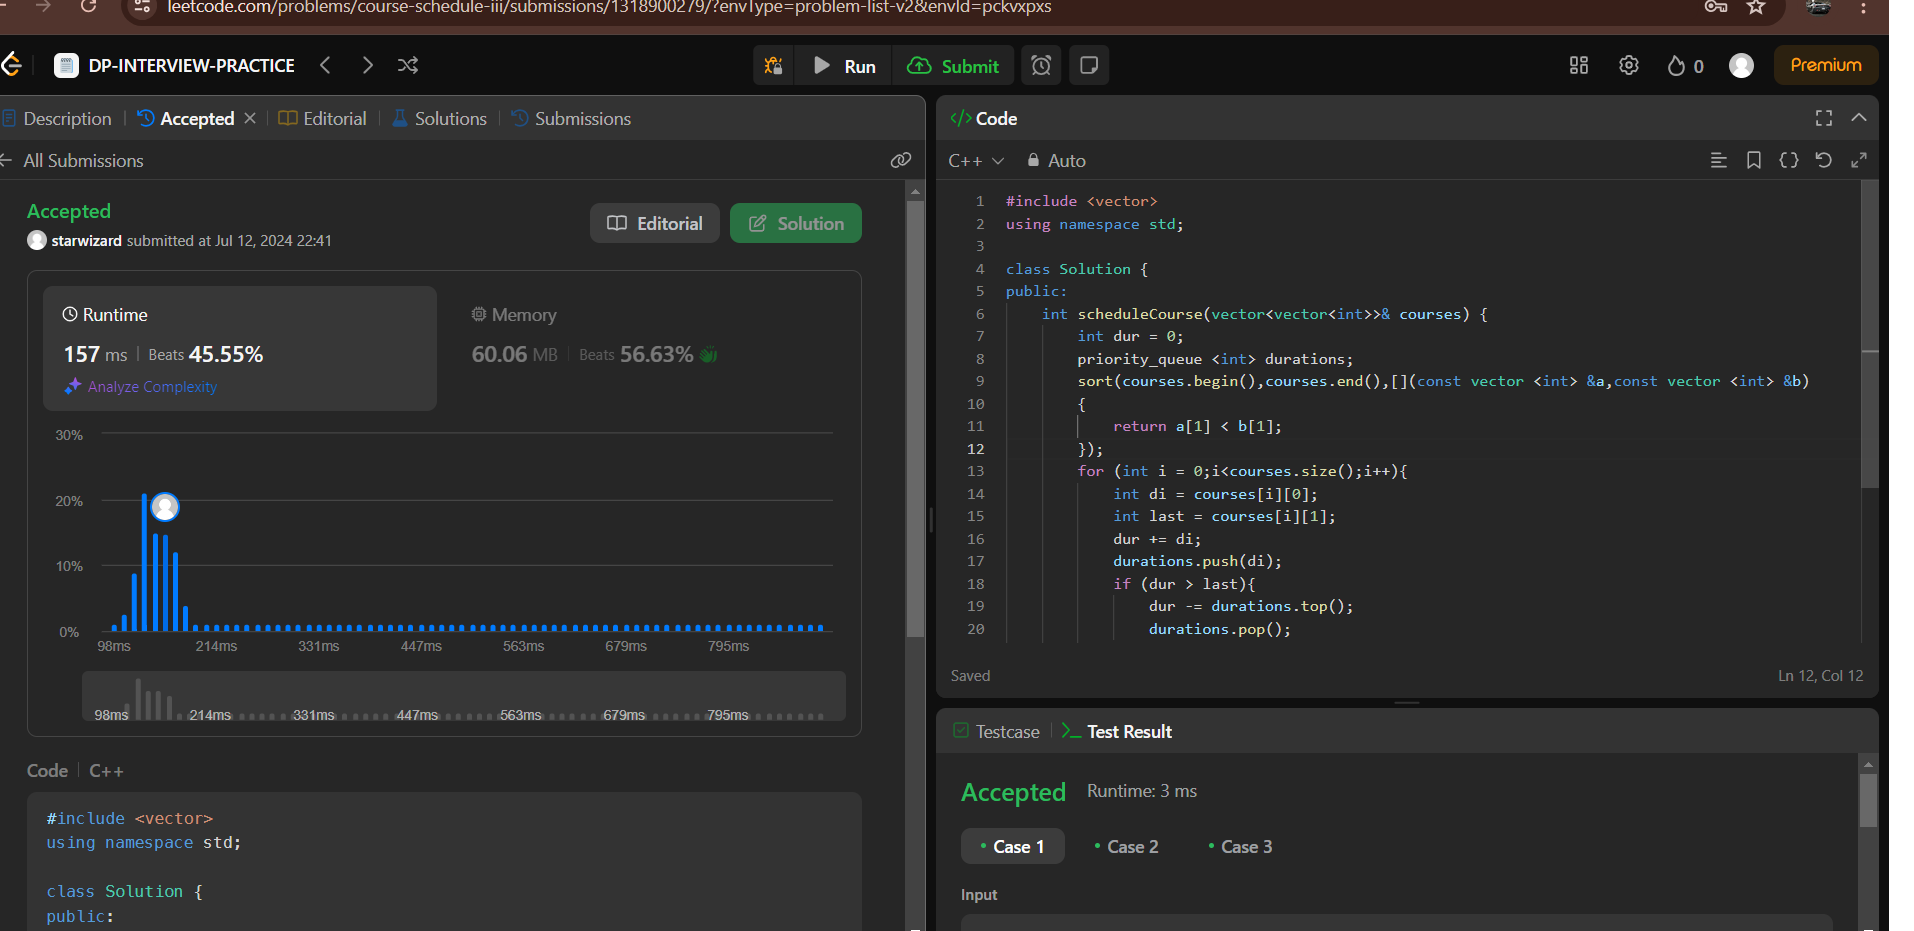 leetcode.com/problems/course-schedule-iii/submissions/1318900279/?envType=problem-list-v2&envId=pckvxpxs
DP-INTERVIEW-PRACTICE
Run
Submit
0
Premium
Description
Accepted
Editorial
Solutions
Submissions
All Submissions
Accepted
starwizard submitted at Jul 12, 2024 22:41
Editorial
Solution
Runtime
157 ms
Beats 45.55%
Analyze Complexity
Memory
60.06 MB
Beats 56.63%
30%
20%
10%
0%
98ms 214ms 331ms 447ms 563ms 679ms 795ms
98ms 214ms 331ms 447ms 563ms 679ms 795ms
Code
C++
#include <vector>
using namespace std;
class Solution {
public:
</> Code
C++
Auto
1 #include <vector>
2 using namespace std;
3
4 class Solution {
5 public:
6 int scheduleCourse(vector<vector<int>>& courses) {
7 int dur = 0;
8 priority_queue <int> durations;
9 sort(courses.begin(),courses.end(),[](const vector <int> &a,const vector <int> &b)
10 {
11 return a[1] < b[1];
12 });
13 for (int i = 0;i<courses.size();i++){
14 int di = courses[i][0];
15 int last = courses[i][1];
16 dur += di;
17 durations.push(di);
18 if (dur > last){
19 dur -= durations.top();
20 durations.pop();
Saved
Ln 12, Col 12
Testcase
Test Result
Accepted
Runtime: 3 ms
Case 1
Case 2
Case 3
Input